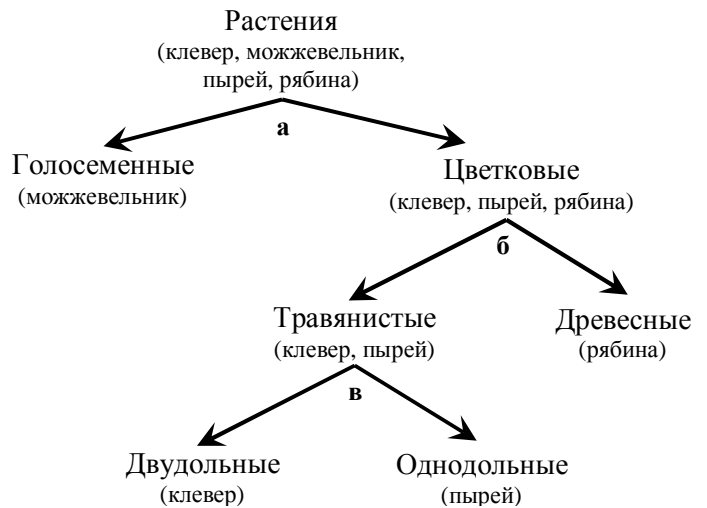 Растения
(клевер, можжевельник,
пырей, рябина)
а
Голосеменные
(можжевельник)
Цветковые
(клевер, пырей, рябина)
б
Травянистые
(клевер, пырей)
Древесные
(рябина)
в
Двудольные
(клевер)
Однодольные
(пырей)